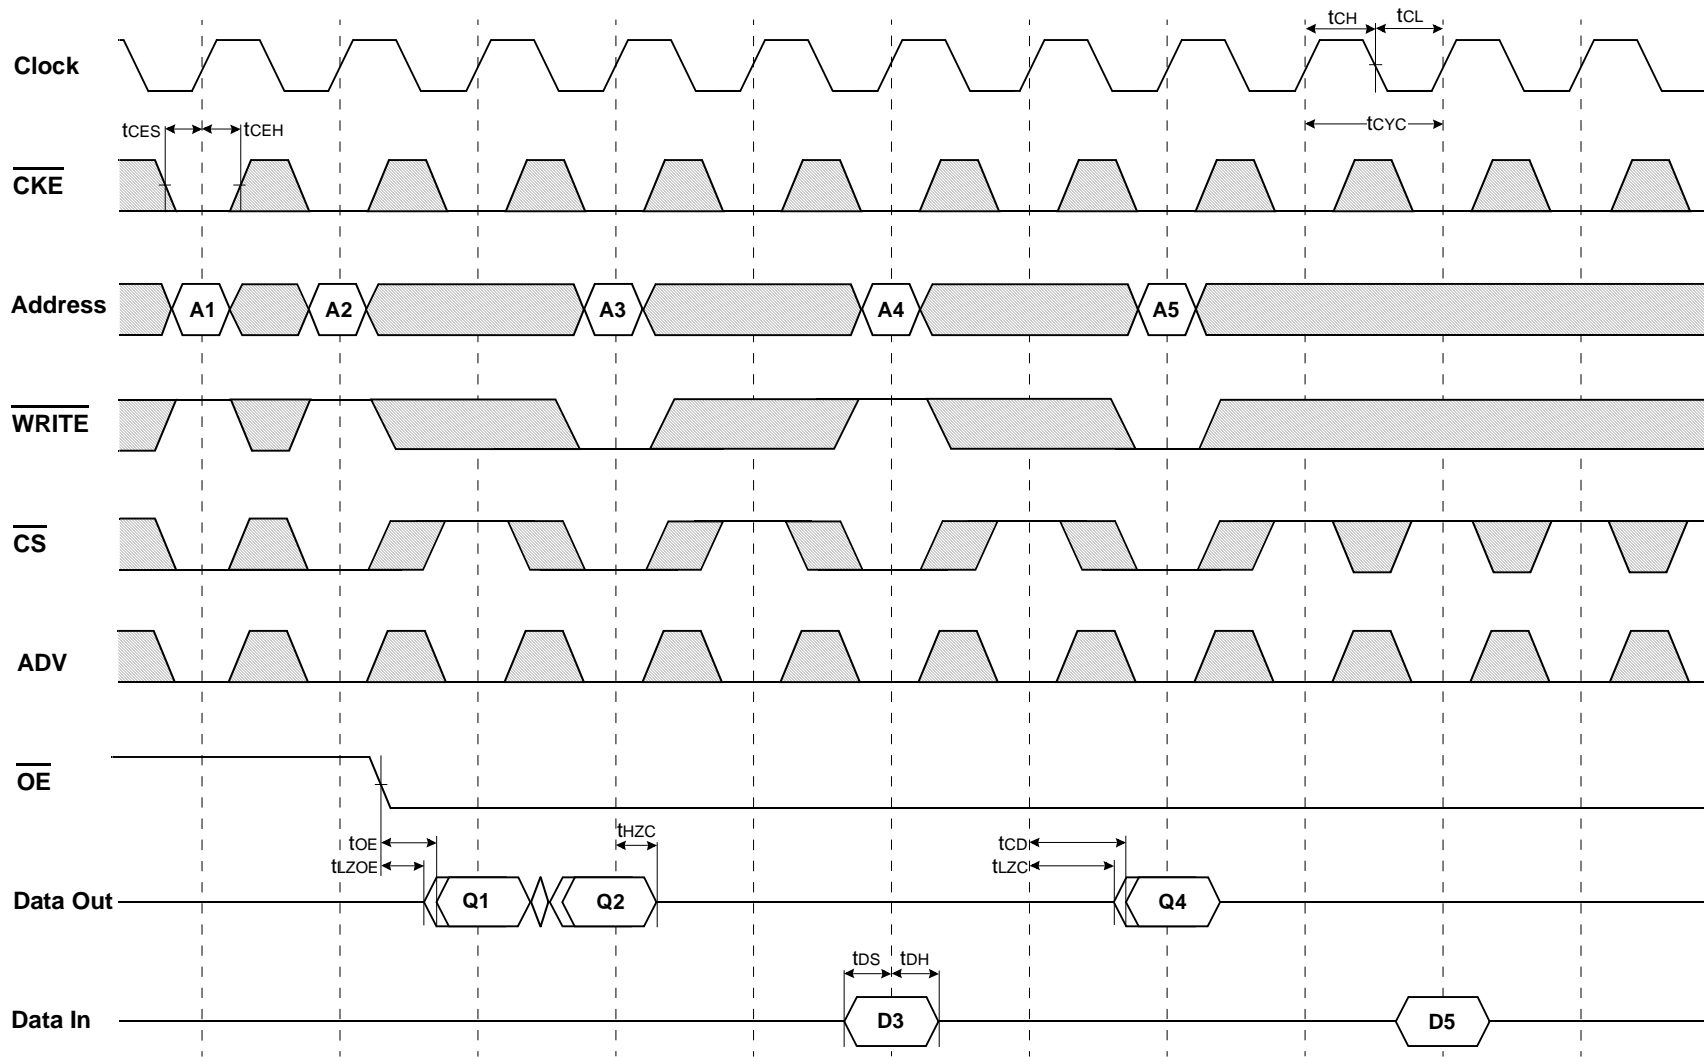 tCH tCL
Clock
tCES tCEH tCYC
CKE
Address A1 A2 A3 A4 A5
WRITE
CS
ADV
OE
tOE tHZC tCD
tLZOE tLZC
Data Out Q1 Q2 Q4
tDS tDH
Data In D3 D5